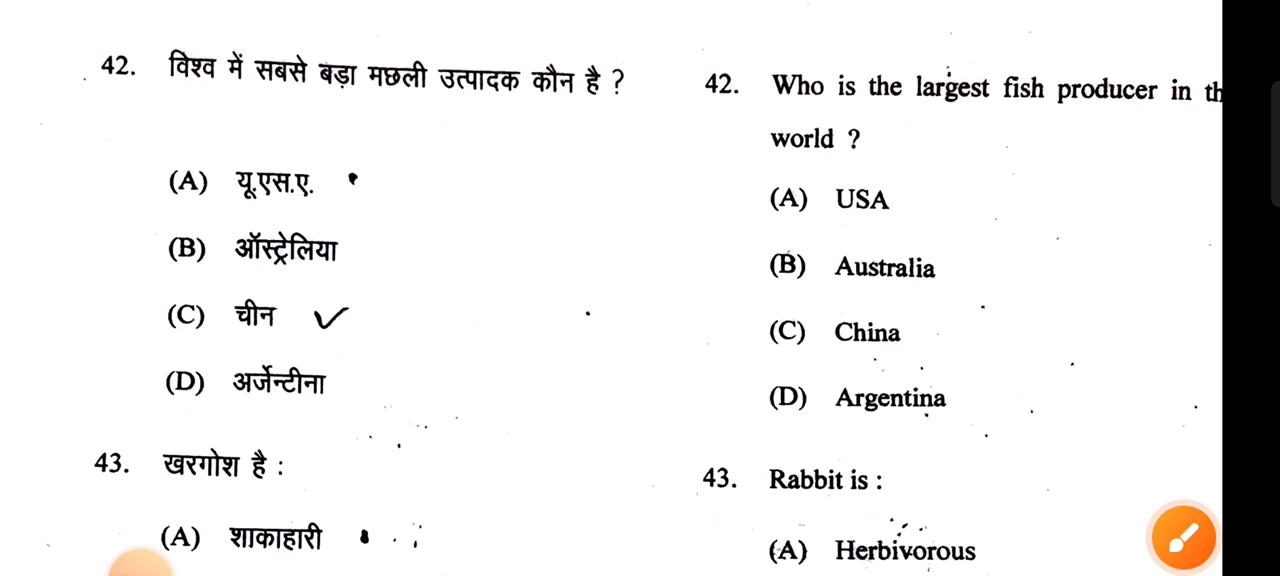 42. विश्व में सबसे बड़ा मछली उत्पादक कौन है ?
(A) यू.एस.ए.
(B) ऑस्ट्रेलिया
(C) चीन
(D) अर्जेन्टीना
43. खरगोश है :
(A) शाकाहारी
42. Who is the largest fish producer in th
world ?
(A) USA
(B) Australia
(C) China
(D) Argentina
43. Rabbit is :
(A) Herbivorous